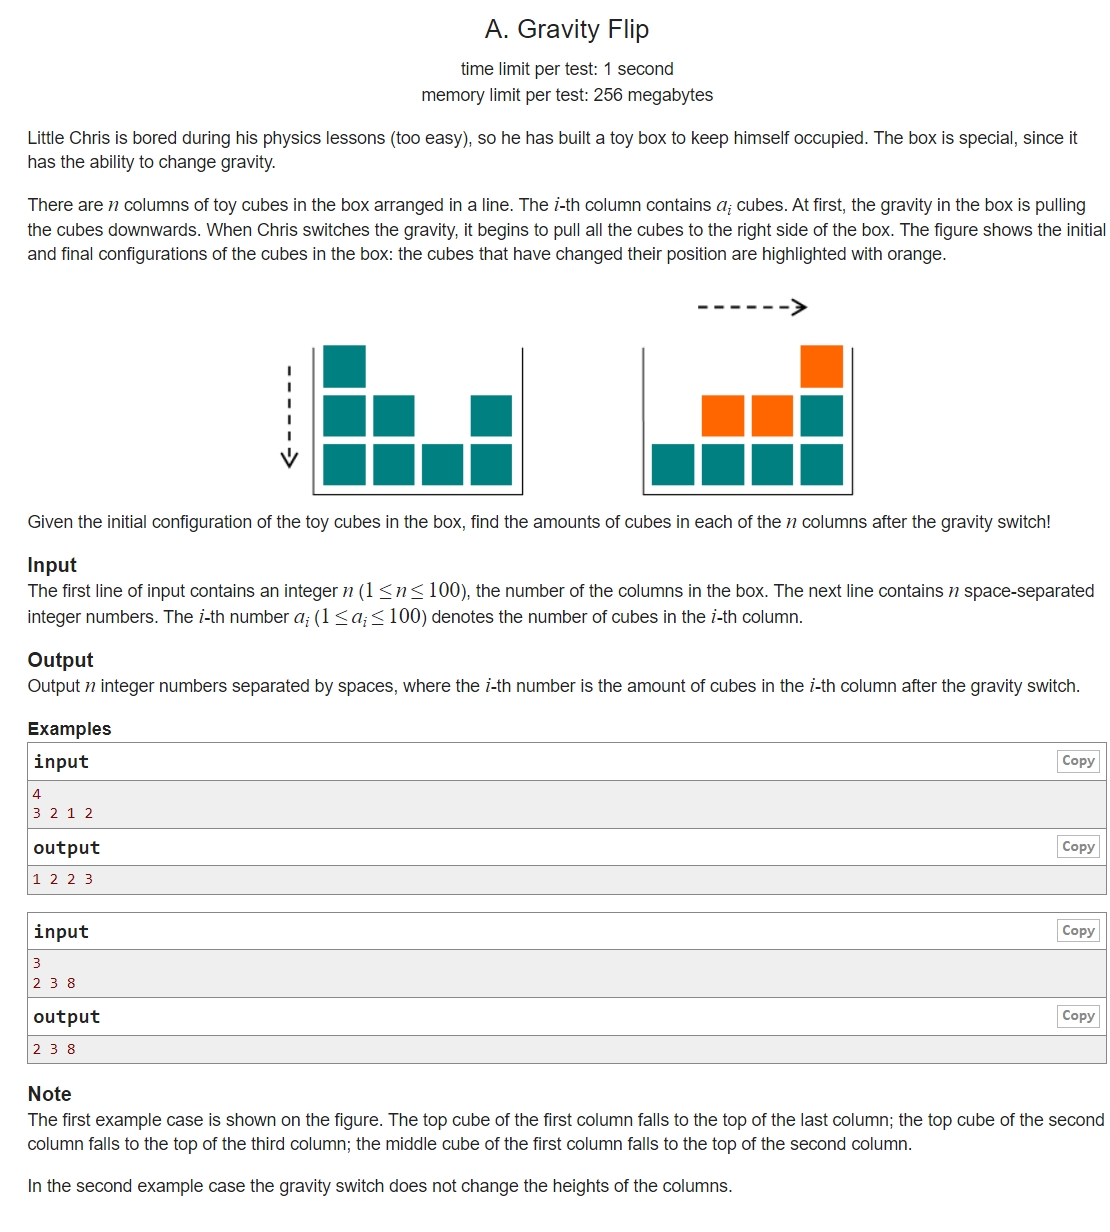 A. Gravity Flip
time limit per test: 1 second
memory limit per test: 256 megabytes
Little Chris is bored during his physics lessons (too easy), so he has built a toy box to keep himself occupied. The box is special, since it
has the ability to change gravity.
There are n columns of toy cubes in the box arranged in a line. The i-th column contains a_i cubes. At first, the gravity in the box is pulling
the cubes downwards. When Chris switches the gravity, it begins to pull all the cubes to the right side of the box. The figure shows the initial
and final configurations of the cubes in the box: the cubes that have changed their position are highlighted with orange.
Given the initial configuration of the toy cubes in the box, find the amounts of cubes in each of the n columns after the gravity switch!
Input
The first line of input contains an integer n (1 ≤ n ≤ 100), the number of the columns in the box. The next line contains n space-separated
integer numbers. The i-th number a_i (1 ≤ a_i ≤ 100) denotes the number of cubes in the i-th column.
Output
Output n integer numbers separated by spaces, where the i-th number is the amount of cubes in the i-th column after the gravity switch.
Examples
input Copy
4
3 2 1 2
output Copy
1 2 2 3
input Copy
3
2 3 8
output Copy
2 3 8
Note
The first example case is shown on the figure. The top cube of the first column falls to the top of the last column; the top cube of the second
column falls to the top of the third column; the middle cube of the first column falls to the top of the second column.
In the second example case the gravity switch does not change the heights of the columns.